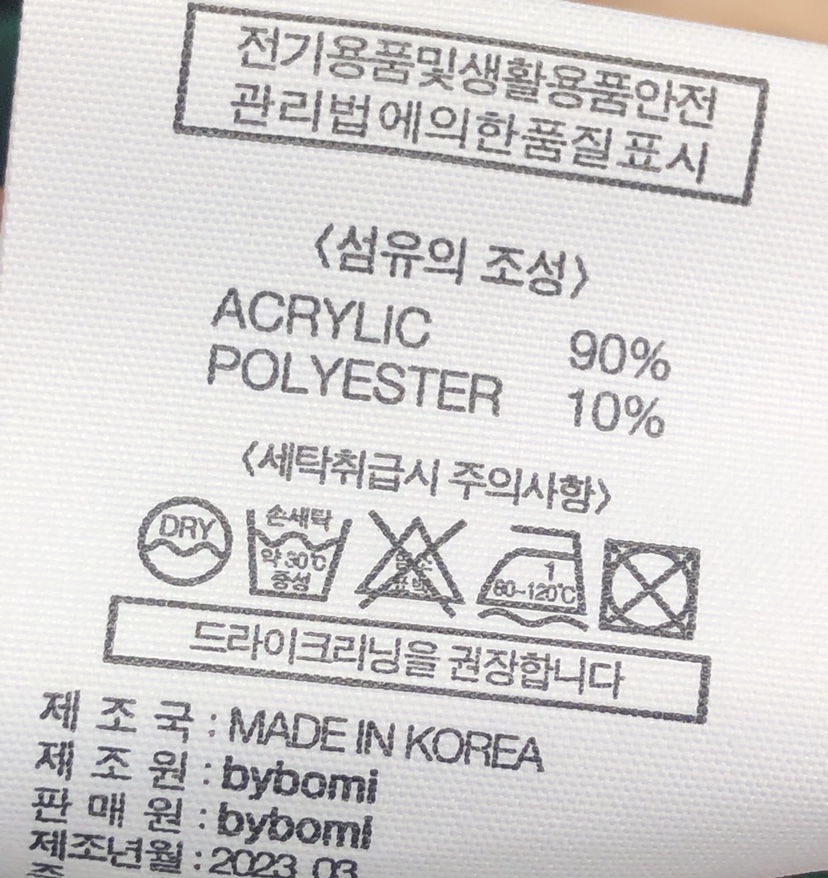 전기용품및생활용품안전
관리법에의한품질표시
<섬유의 조성>
ACRYLIC 90%
POLYESTER 10%
<세탁취급시 주의사항>
DRY
손세탁
약 30℃
중성
1
80~120℃
드라이크리닝을 권장합니다
제 조 국 : MADE IN KOREA
제 조 원 : bybomi
판 매 원 : bybomi
제조년월 : 2023 03